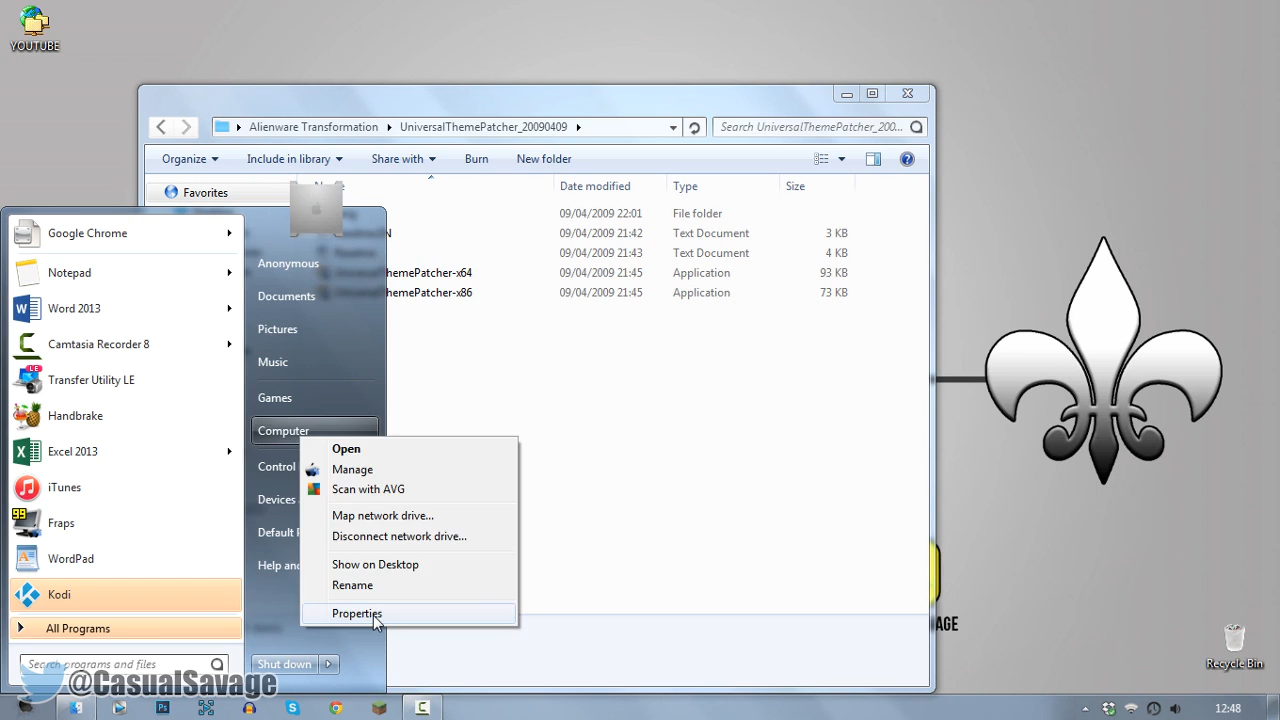 YOUTUBE
Alienware Transformation
UniversalThemePatcher_20090409
Search UniversalThemePatcher_200...
Organize
Include in library
Share with
Burn
New folder
Favorites
Date modified
Type
Size
09/04/2009 22:01
File folder
09/04/2009 21:42
Text Document
3 KB
09/04/2009 21:43
Text Document
4 KB
hemePatcher-x64
09/04/2009 21:45
Application
93 KB
hemePatcher-x86
09/04/2009 21:45
Application
73 KB
Google Chrome
Notepad
Word 2013
Camtasia Recorder 8
LE
Transfer Utility LE
Handbrake
Excel 2013
iTunes
99
Fraps
WordPad
Kodi
All Programs
Search programs and files
Anonymous
Documents
Pictures
Music
Games
Computer
Control
Devices
Default
Help and
Shut down
Open
Manage
Scan with AVG
Map network drive...
Disconnect network drive...
Show on Desktop
Rename
Properties
AGE
Recycle Bin
@CasualSavage
12:48